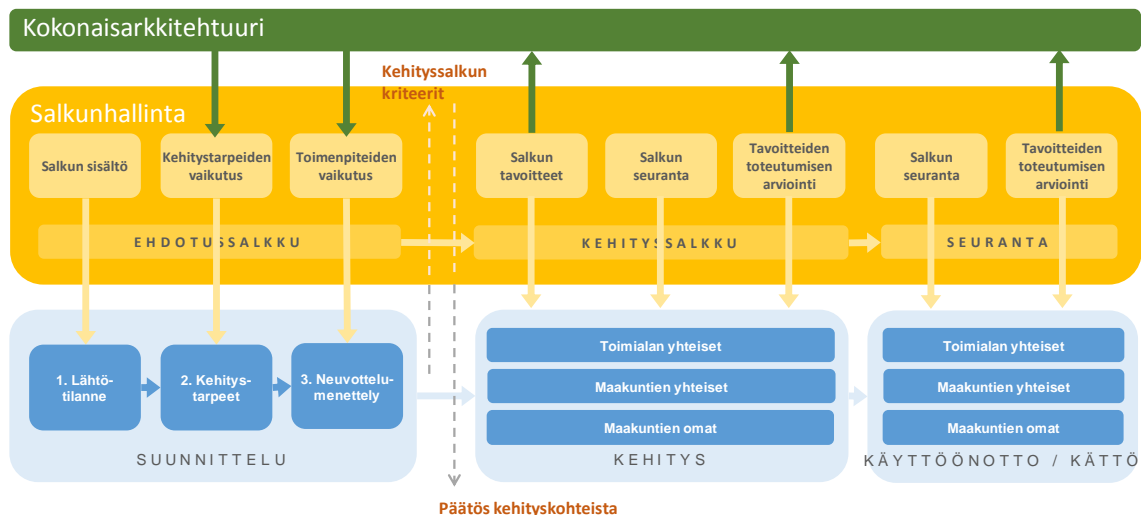 Kokonaisarkkitehtuuri
Kehityssalkun
kriteerit
Salkunhallinta
Salkun sisältö
Kehitystarpeiden
vaikutus
Toimenpiteiden
vaikutus
Salkun
tavoitteet
Salkun
seuranta
Tavoitteiden
toteutumisen
arviointi
Salkun
seuranta
Tavoitteiden
toteutumisen
arviointi
EHDOTUSSALKKU
KEHITYSSALKKU
SEURANTA
1. Lähtö-
tilanne
2. Kehitys-
tarpeet
3. Neuvottelu-
menettely
Toimialan yhteiset
Maakuntien yhteiset
Maakuntien omat
Toimialan yhteiset
Maakuntien yhteiset
Maakuntien omat
SUUNNITTELU
KEHITYS
KÄYTTÖÖNOTTO / KÄTTÖ
Päätös kehityskohteista